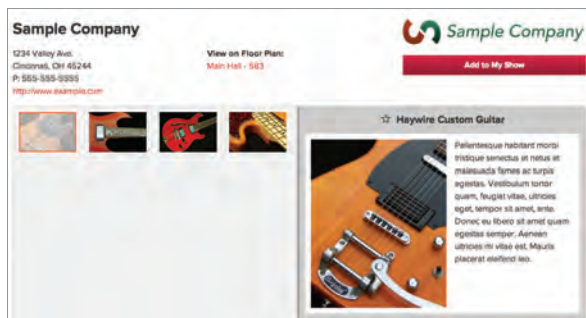 Sample Company
1234 Valley Ave.
Cincinnati, OH 45244
P: 555-555-5555
http://www.example.com
View on Floor Plan:
Main Hall - 583
Sample Company
Add to My Show
☆ Haywire Custom Guitar
Pellentesque habitant morbi
tristique senectus et netus et
malesuada fames ac turpis
egestas. Vestibulum tortor
quam, feugiat vitae, ultricies
eget, tempor sit amet, ante.
Donec eu libero sit amet quam
egestas semper. Aenean
ultricies mi vitae est. Mauris
placerat eleifend leo.